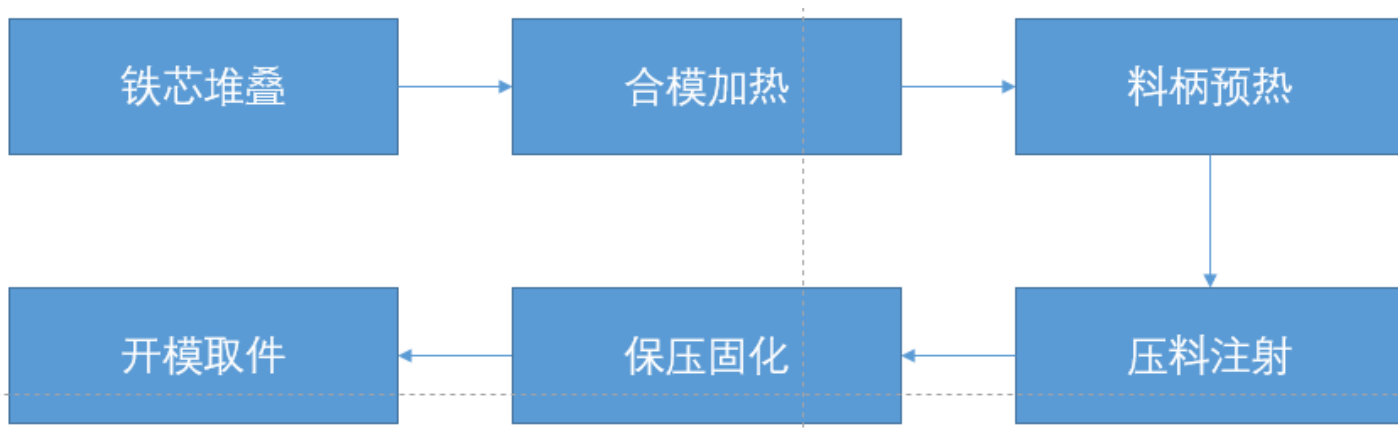 铁芯堆叠
合模加热
料柄预热
压料注射
保压固化
开模取件